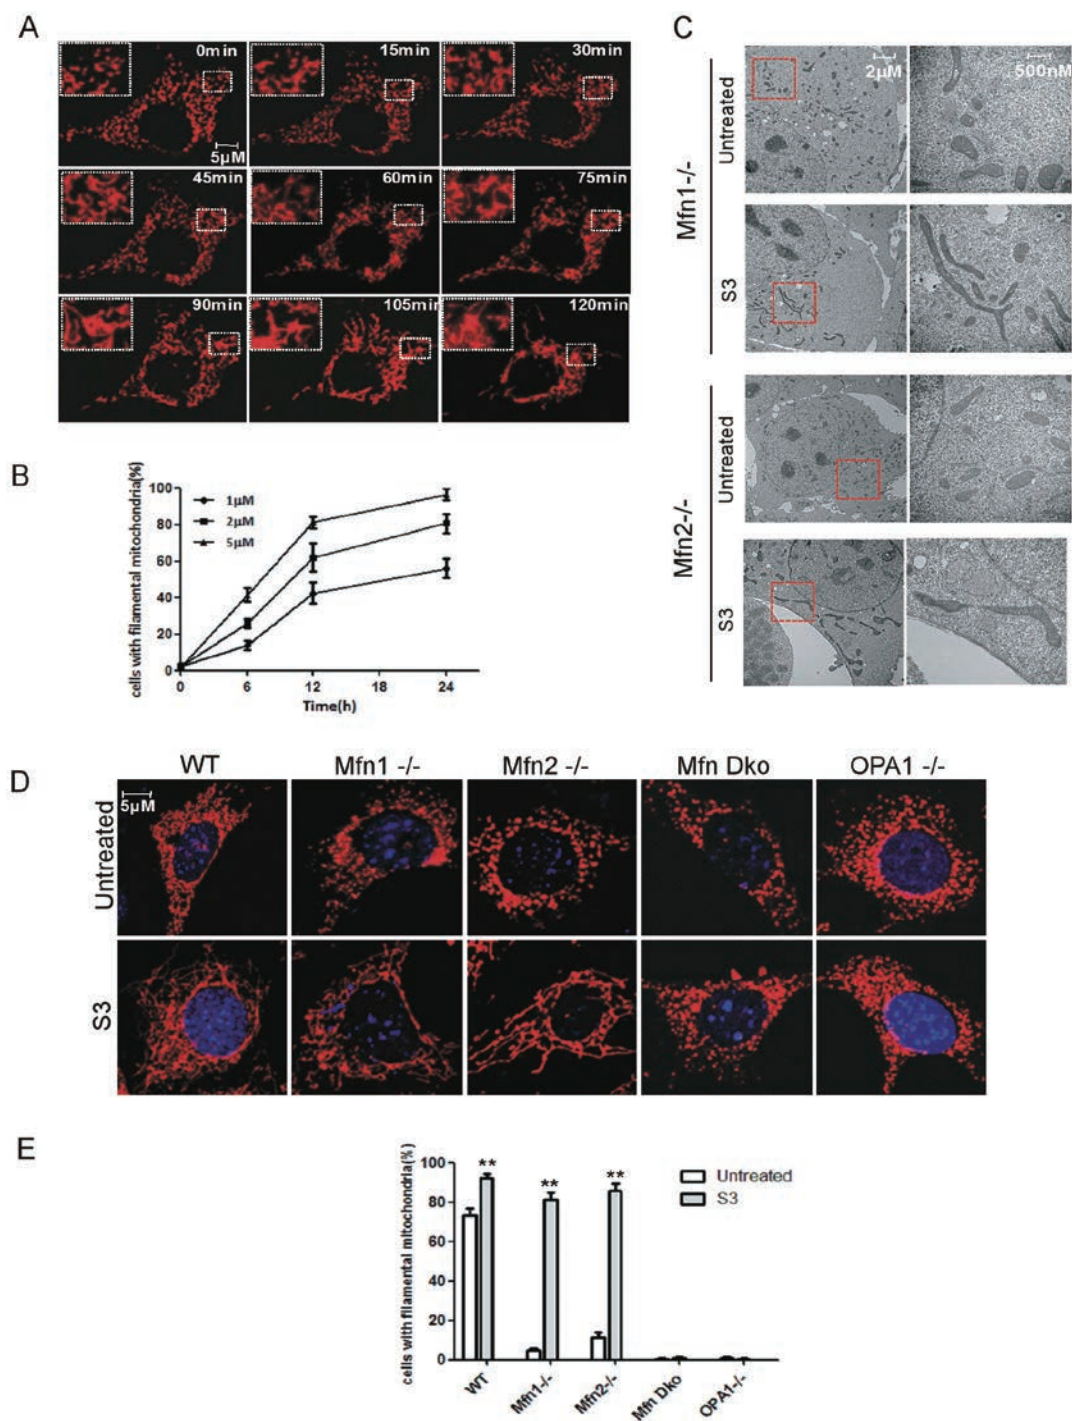 A
0min
15min
30min
5µM
45min
60min
75min
90min
105min
120min
B
cells with filamental mitochondria(%)
100
80
60
40
20
0
1µM
2µM
5µM
0
6
12
18
24
Time(h)
C
Mfn1-/-
Untreated
2µM
500nM
S3
Mfn2-/-
Untreated
S3
D
WT
Mfn1 -/-
Mfn2 -/-
Mfn Dko
OPA1 -/-
Untreated
5µM
S3
E
cells with filamental mitochondria(%)
100
80
60
40
20
0
**
**
**
Untreated
S3
WT
Mfn1-/-
Mfn2-/-
Mfn Dko
OPA1-/-